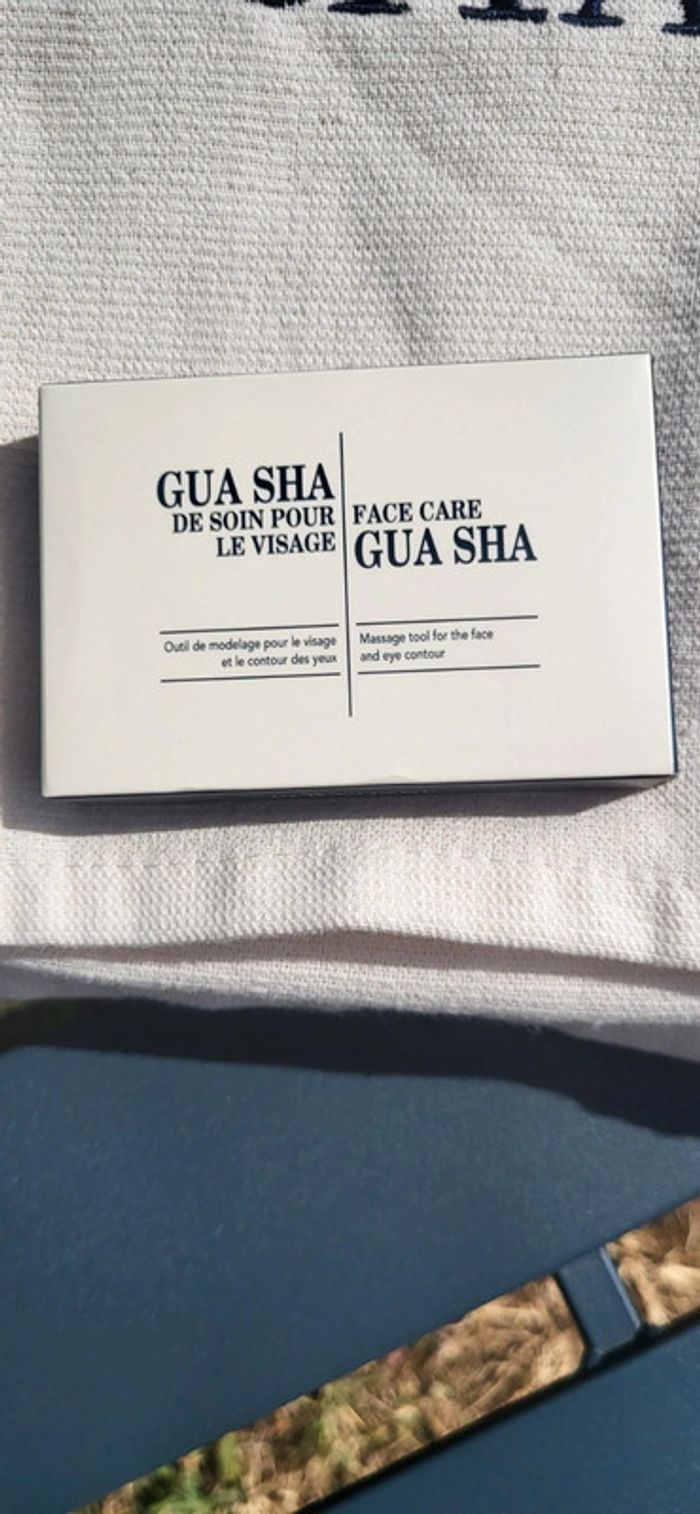 GUA SHA
DE SOIN POUR
LE VISAGE
Outil de modelage pour le visage
et le contour des yeux
FACE CARE
GUA SHA
Massage tool for the face
and eye contour